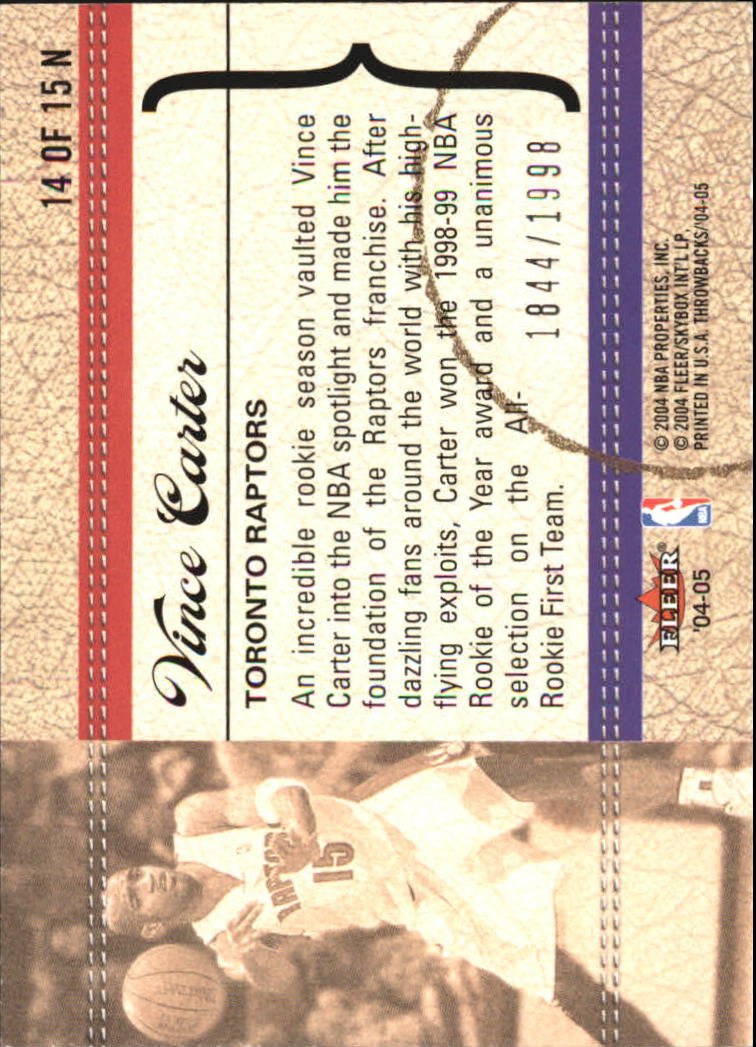 14 OF 15 N
Vince Carter
TORONTO RAPTORS
An incredible rookie season vaulted Vince
Carter into the NBA spotlight and made him the
foundation of the Raptors franchise. After
dazzling fans around the world with his high-
flying exploits, Carter won the 1998-99 NBA
Rookie of the Year award and a unanimous
selection on the All-
Rookie First Team.
1844/1998
FLEER®
'04-05
NBA
© 2004 NBA PROPERTIES, INC.
© 2004 FLEER/SKYBOX INT'L LP.
PRINTED IN U.S.A. THROWBACKS/'04-05
RAPTORS
15